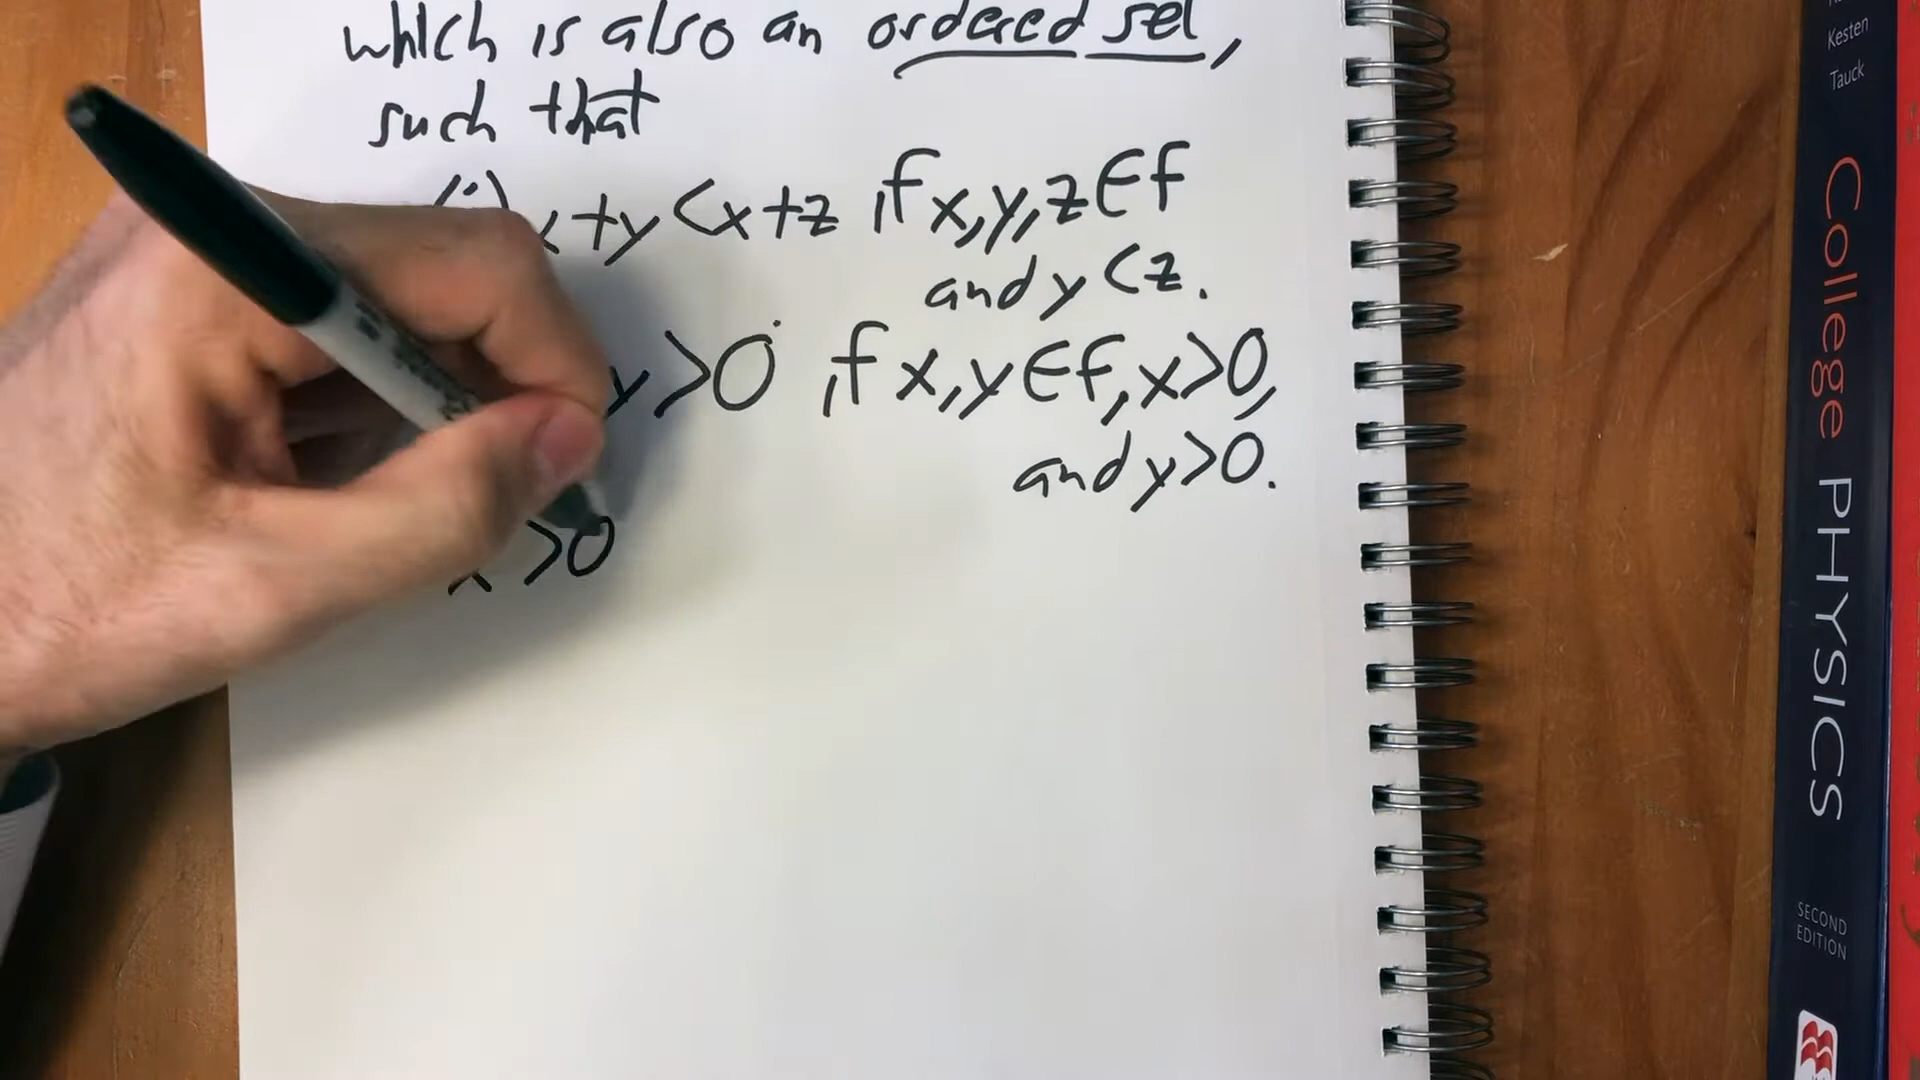 which is also an ordered set,
such that
(i) x+y<x+z if x,y,z∈F
and y<z.
y>0 if x,y∈F, x>0,
and y>0.
x>0
Kesten
Tauck
College PHYSICS
SECOND
EDITION